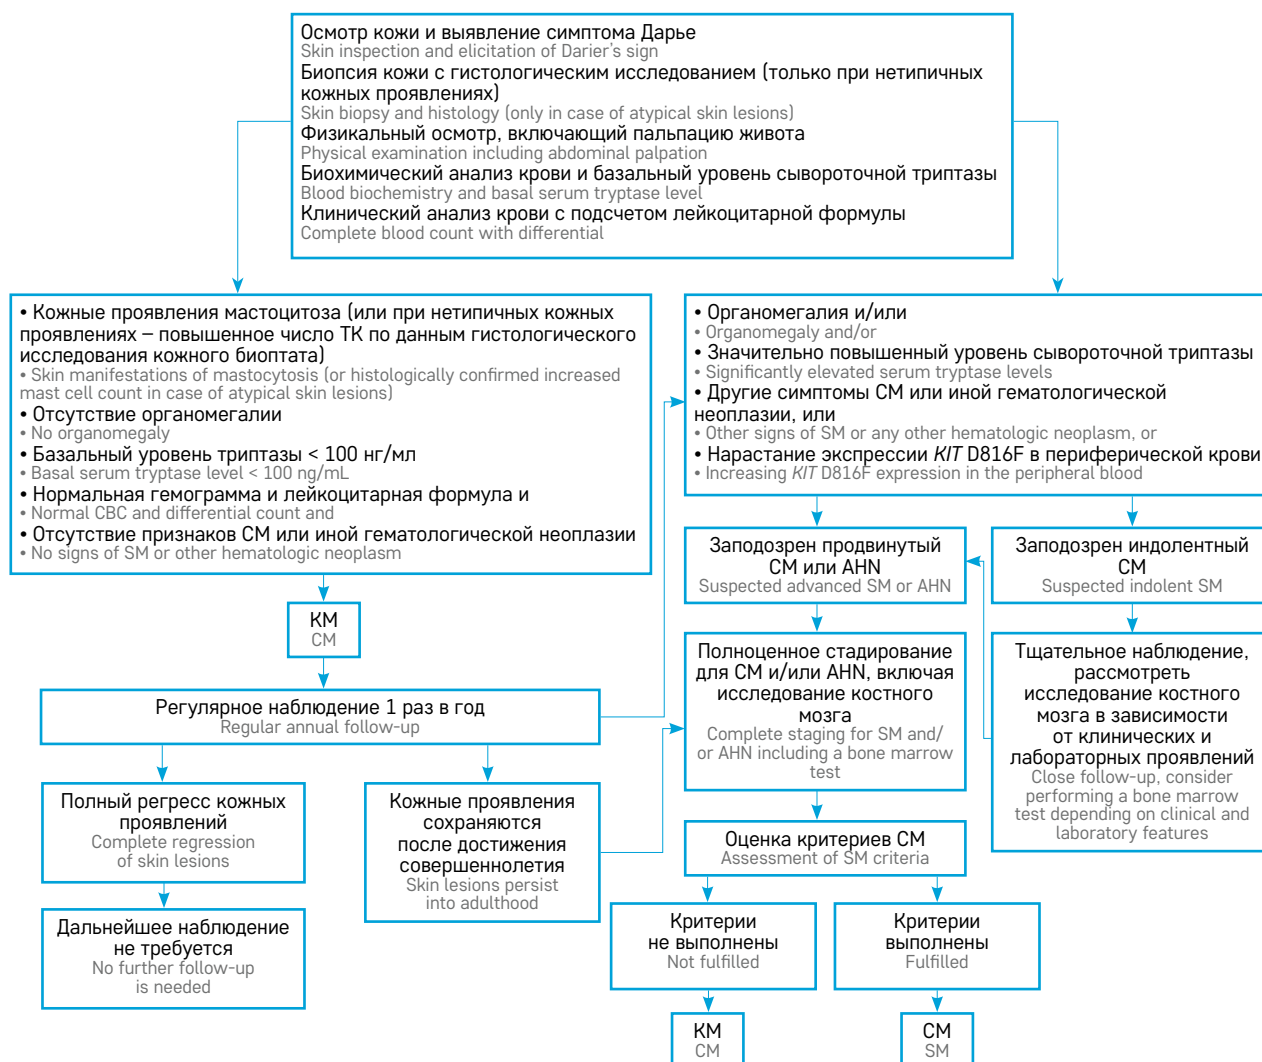 Осмотр кожи и выявление симптома Дарье
Skin inspection and elicitation of Darier's sign
Биопсия кожи с гистологическим исследованием (только при нетипичных
кожных проявлениях)
Skin biopsy and histology (only in case of atypical skin lesions)
Физикальный осмотр, включающий пальпацию живота
Physical examination including abdominal palpation
Биохимический анализ крови и базальный уровень сывороточной триптазы
Blood biochemistry and basal serum tryptase level
Клинический анализ крови с подсчетом лейкоцитарной формулы
Complete blood count with differential
• Кожные проявления мастоцитоза (или при нетипичных кожных
проявлениях – повышенное число ТК по данным гистологического
исследования кожного биоптата)
• Skin manifestations of mastocytosis (or histologically confirmed increased
mast cell count in case of atypical skin lesions)
• Отсутствие органомегалии
• No organomegaly
• Базальный уровень триптазы < 100 нг/мл
• Basal serum tryptase level < 100 ng/mL
• Нормальная гемограмма и лейкоцитарная формула и
• Normal CBC and differential count and
• Отсутствие признаков СМ или иной гематологической неоплазии
• No signs of SM or other hematologic neoplasm
• Органомегалия и/или
• Organomegaly and/or
• Значительно повышенный уровень сывороточной триптазы
• Significantly elevated serum tryptase levels
• Другие симптомы СМ или иной гематологической
неоплазии, или
• Other signs of SM or any other hematologic neoplasm, or
• Нарастание экспрессии KIT D816F в периферической крови
• Increasing KIT D816F expression in the peripheral blood
Заподозрен продвинутый
СМ или AHN
Suspected advanced SM or AHN
Заподозрен индолентный
СМ
Suspected indolent SM
КМ
CM
Полноценное стадирование
для СМ и/или AHN, включая
исследование костного
мозга
Complete staging for SM and/
or AHN including a bone marrow
test
Тщательное наблюдение,
рассмотреть
исследование костного
мозга в зависимости
от клинических и
лабораторных проявлений
Close follow-up, consider
performing a bone marrow
test depending on clinical and
laboratory features
Регулярное наблюдение 1 раз в год
Regular annual follow-up
Полный регресс кожных
проявлений
Complete regression
of skin lesions
Кожные проявления
сохраняются
после достижения
совершеннолетия
Skin lesions persist
into adulthood
Оценка критериев СМ
Assessment of SM criteria
Дальнейшее наблюдение
не требуется
No further follow-up
is needed
Критерии
не выполнены
Not fulfilled
Критерии
выполнены
Fulfilled
КМ
CM
СМ
SM